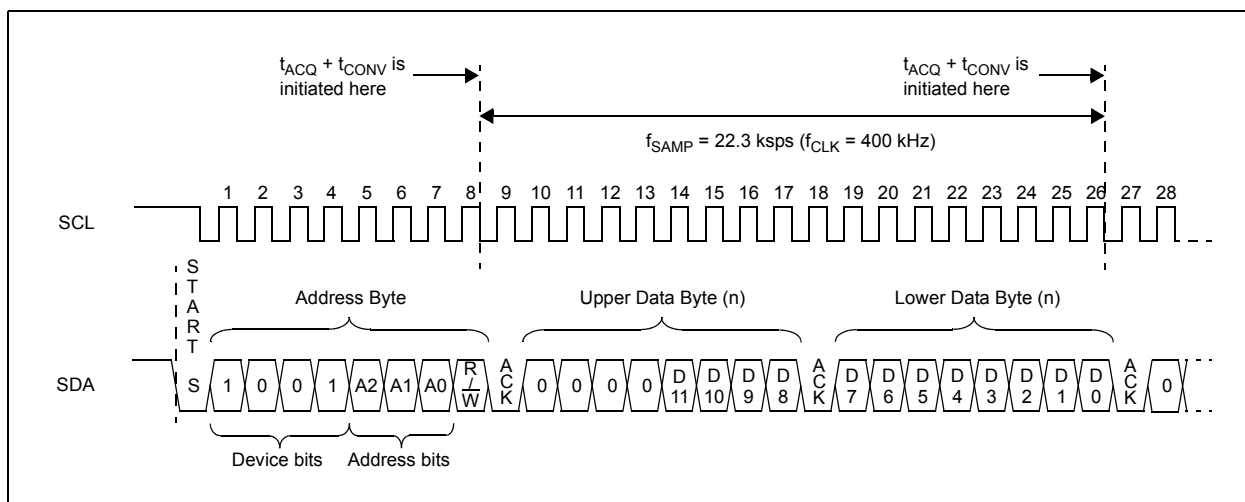 tACQ + tCONV is
initiated here
tACQ + tCONV is
initiated here
fSAMP = 22.3 ksps (fCLK = 400 kHz)
1 2 3 4 5 6 7 8 9 10 11 12 13 14 15 16 17 18 19 20 21 22 23 24 25 26 27 28
SCL
START
Address Byte
Upper Data Byte (n)
Lower Data Byte (n)
SDA
S 1 0 0 1 A2 A1 A0 R/W ACK 0 0 0 0 D11 D10 D9 D8 ACK D7 D6 D5 D4 D3 D2 D1 D0 ACK 0
Device bits
Address bits